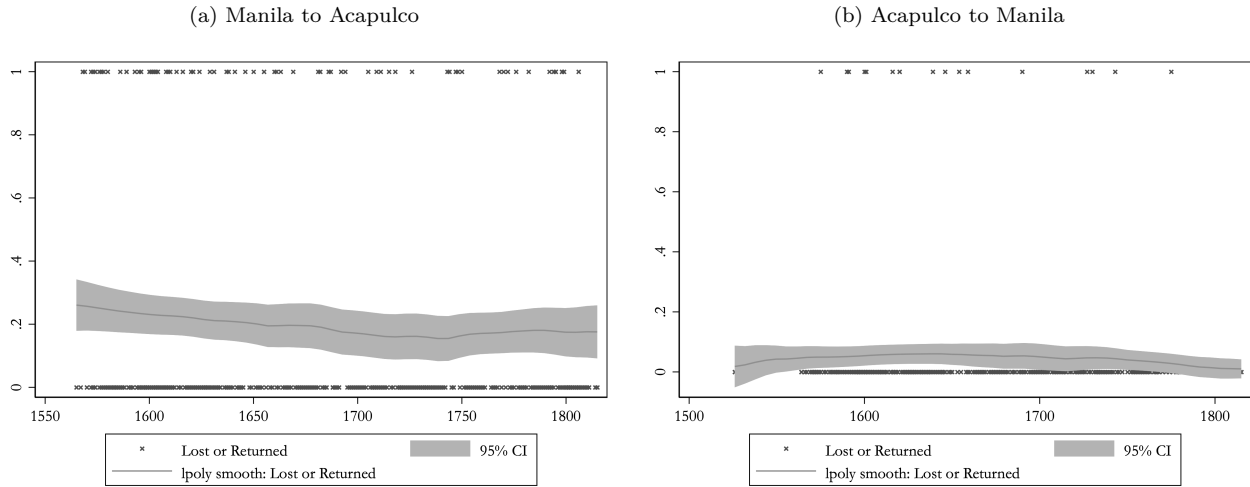 (a) Manila to Acapulco
1
.8
.6
.4
.2
0
1550 1600 1650 1700 1750 1800
Lost or Returned 95% CI
lpoly smooth: Lost or Returned
(b) Acapulco to Manila
1
.8
.6
.4
.2
0
1500 1600 1700 1800
Lost or Returned 95% CI
lpoly smooth: Lost or Returned